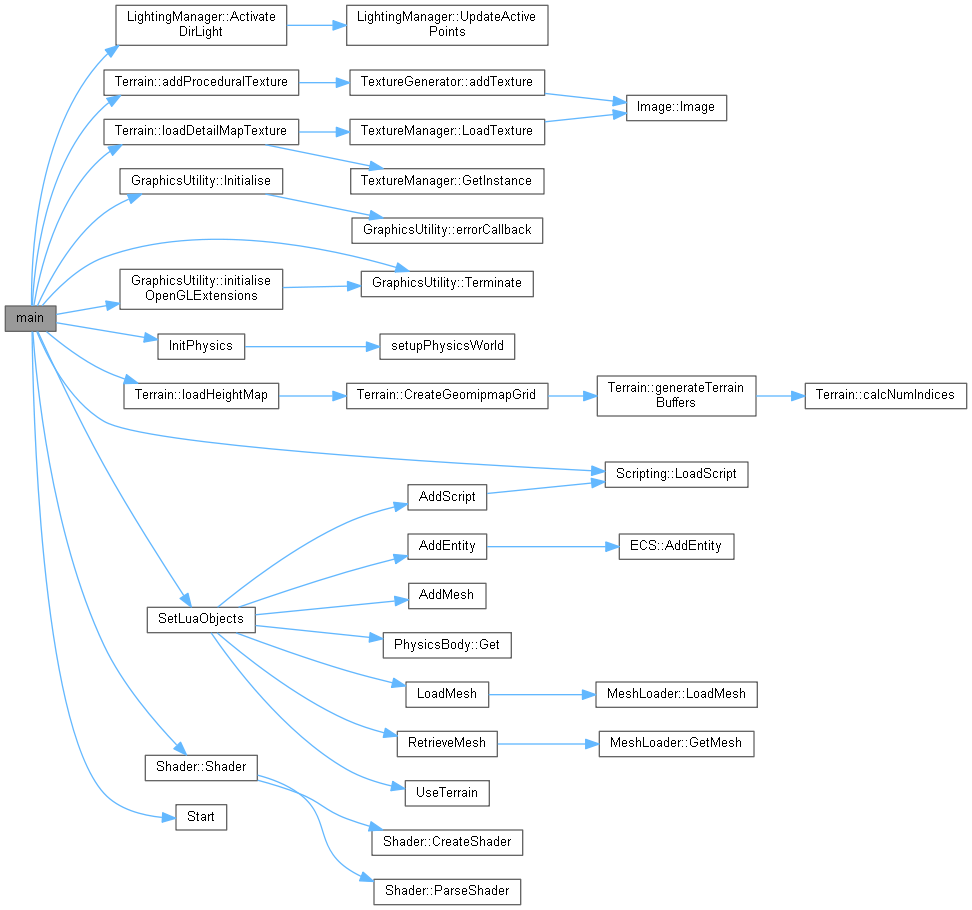 LightingManager::Activate
DirLight
LightingManager::UpdateActive
Points
Terrain::addProceduralTexture
TextureGenerator::addTexture
Image::Image
Terrain::loadDetailMapTexture
TextureManager::LoadTexture
GraphicsUtility::Initialise
TextureManager::GetInstance
GraphicsUtility::errorCallback
GraphicsUtility::initialise
OpenGLExtensions
GraphicsUtility::Terminate
main
InitPhysics
setupPhysicsWorld
Terrain::loadHeightMap
Terrain::CreateGeomipmapGrid
Terrain::generateTerrain
Buffers
Terrain::calcNumIndices
Scripting::LoadScript
AddScript
AddEntity
ECS::AddEntity
AddMesh
SetLuaObjects
PhysicsBody::Get
LoadMesh
MeshLoader::LoadMesh
RetrieveMesh
MeshLoader::GetMesh
Shader::Shader
UseTerrain
Start
Shader::CreateShader
Shader::ParseShader